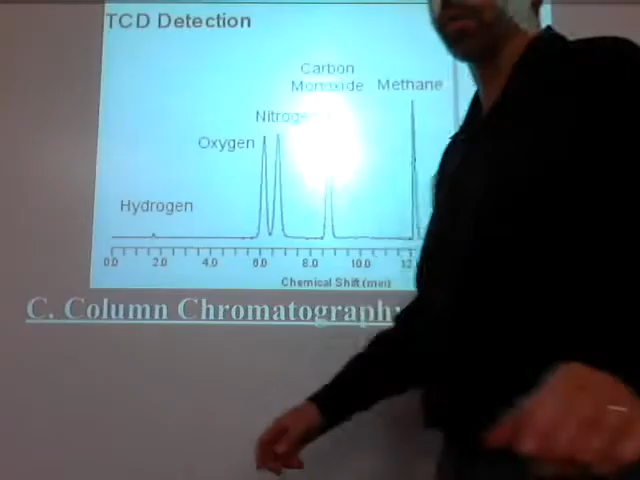 TCD Detection
Carbon
Monoxide
Methane
Nitrogen
Oxygen
Hydrogen
0.0 2.0 4.0 6.0 8.0 10.0 12
Chemical Shift (min)
C. Column Chromatography